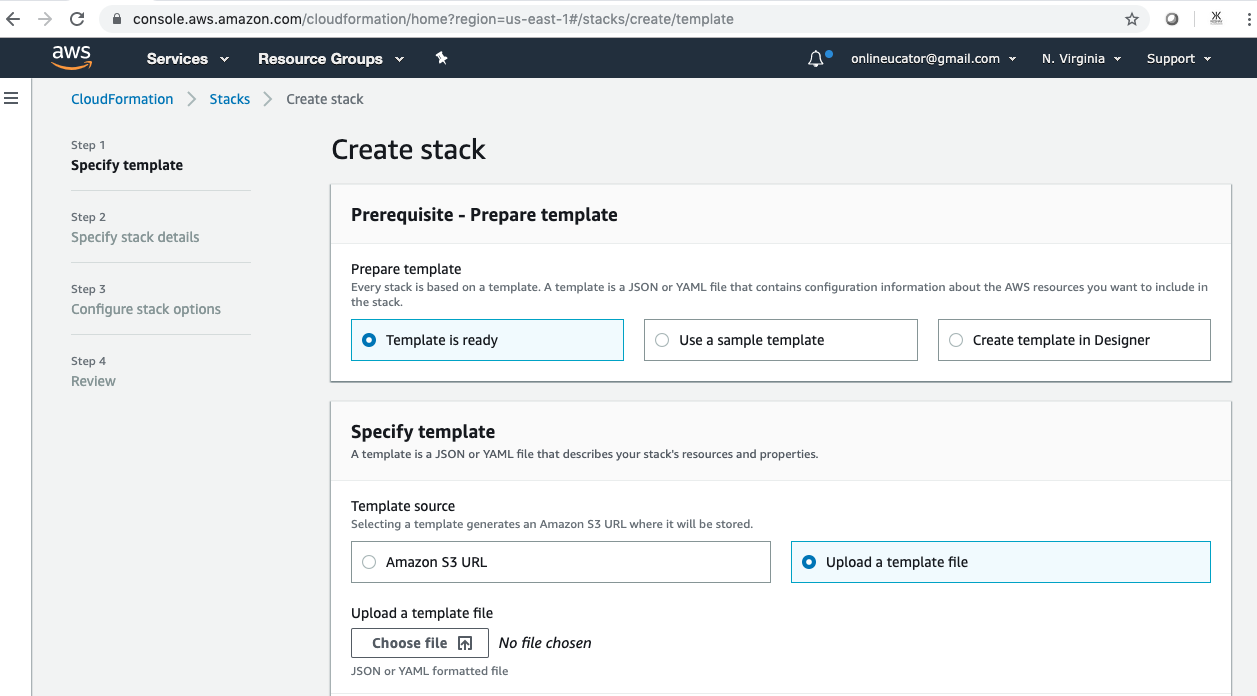 console.aws.amazon.com/cloudformation/home?region=us-east-1#/stacks/create/template
aws Services Resource Groups onlineucator@gmail.com N. Virginia Support
CloudFormation Stacks Create stack
Step 1
Specify template
Step 2
Specify stack details
Step 3
Configure stack options
Step 4
Review
Create stack
Prerequisite - Prepare template
Prepare template
Every stack is based on a template. A template is a JSON or YAML file that contains configuration information about the AWS resources you want to include in
the stack.
Template is ready Use a sample template Create template in Designer
Specify template
A template is a JSON or YAML file that describes your stack's resources and properties.
Template source
Selecting a template generates an Amazon S3 URL where it will be stored.
Amazon S3 URL Upload a template file
Upload a template file
Choose file No file chosen
JSON or YAML formatted file